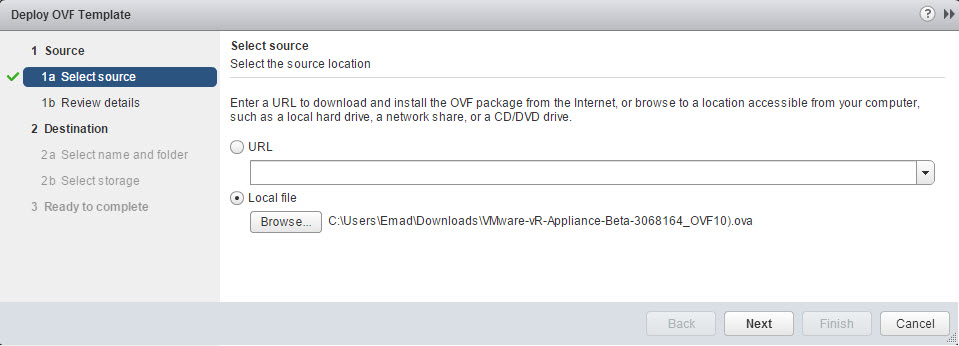 Deploy OVF Template
?
1 Source
1a Select source
1b Review details
2 Destination
2a Select name and folder
2b Select storage
3 Ready to complete
Select source
Select the source location
Enter a URL to download and install the OVF package from the Internet, or browse to a location accessible from your computer,
such as a local hard drive, a network share, or a CD/DVD drive.
URL
Local file
Browse... C:\Users\Emad\Downloads\VMware-vR-Appliance-Beta-3068164_OVF10).ova
Back Next Finish Cancel